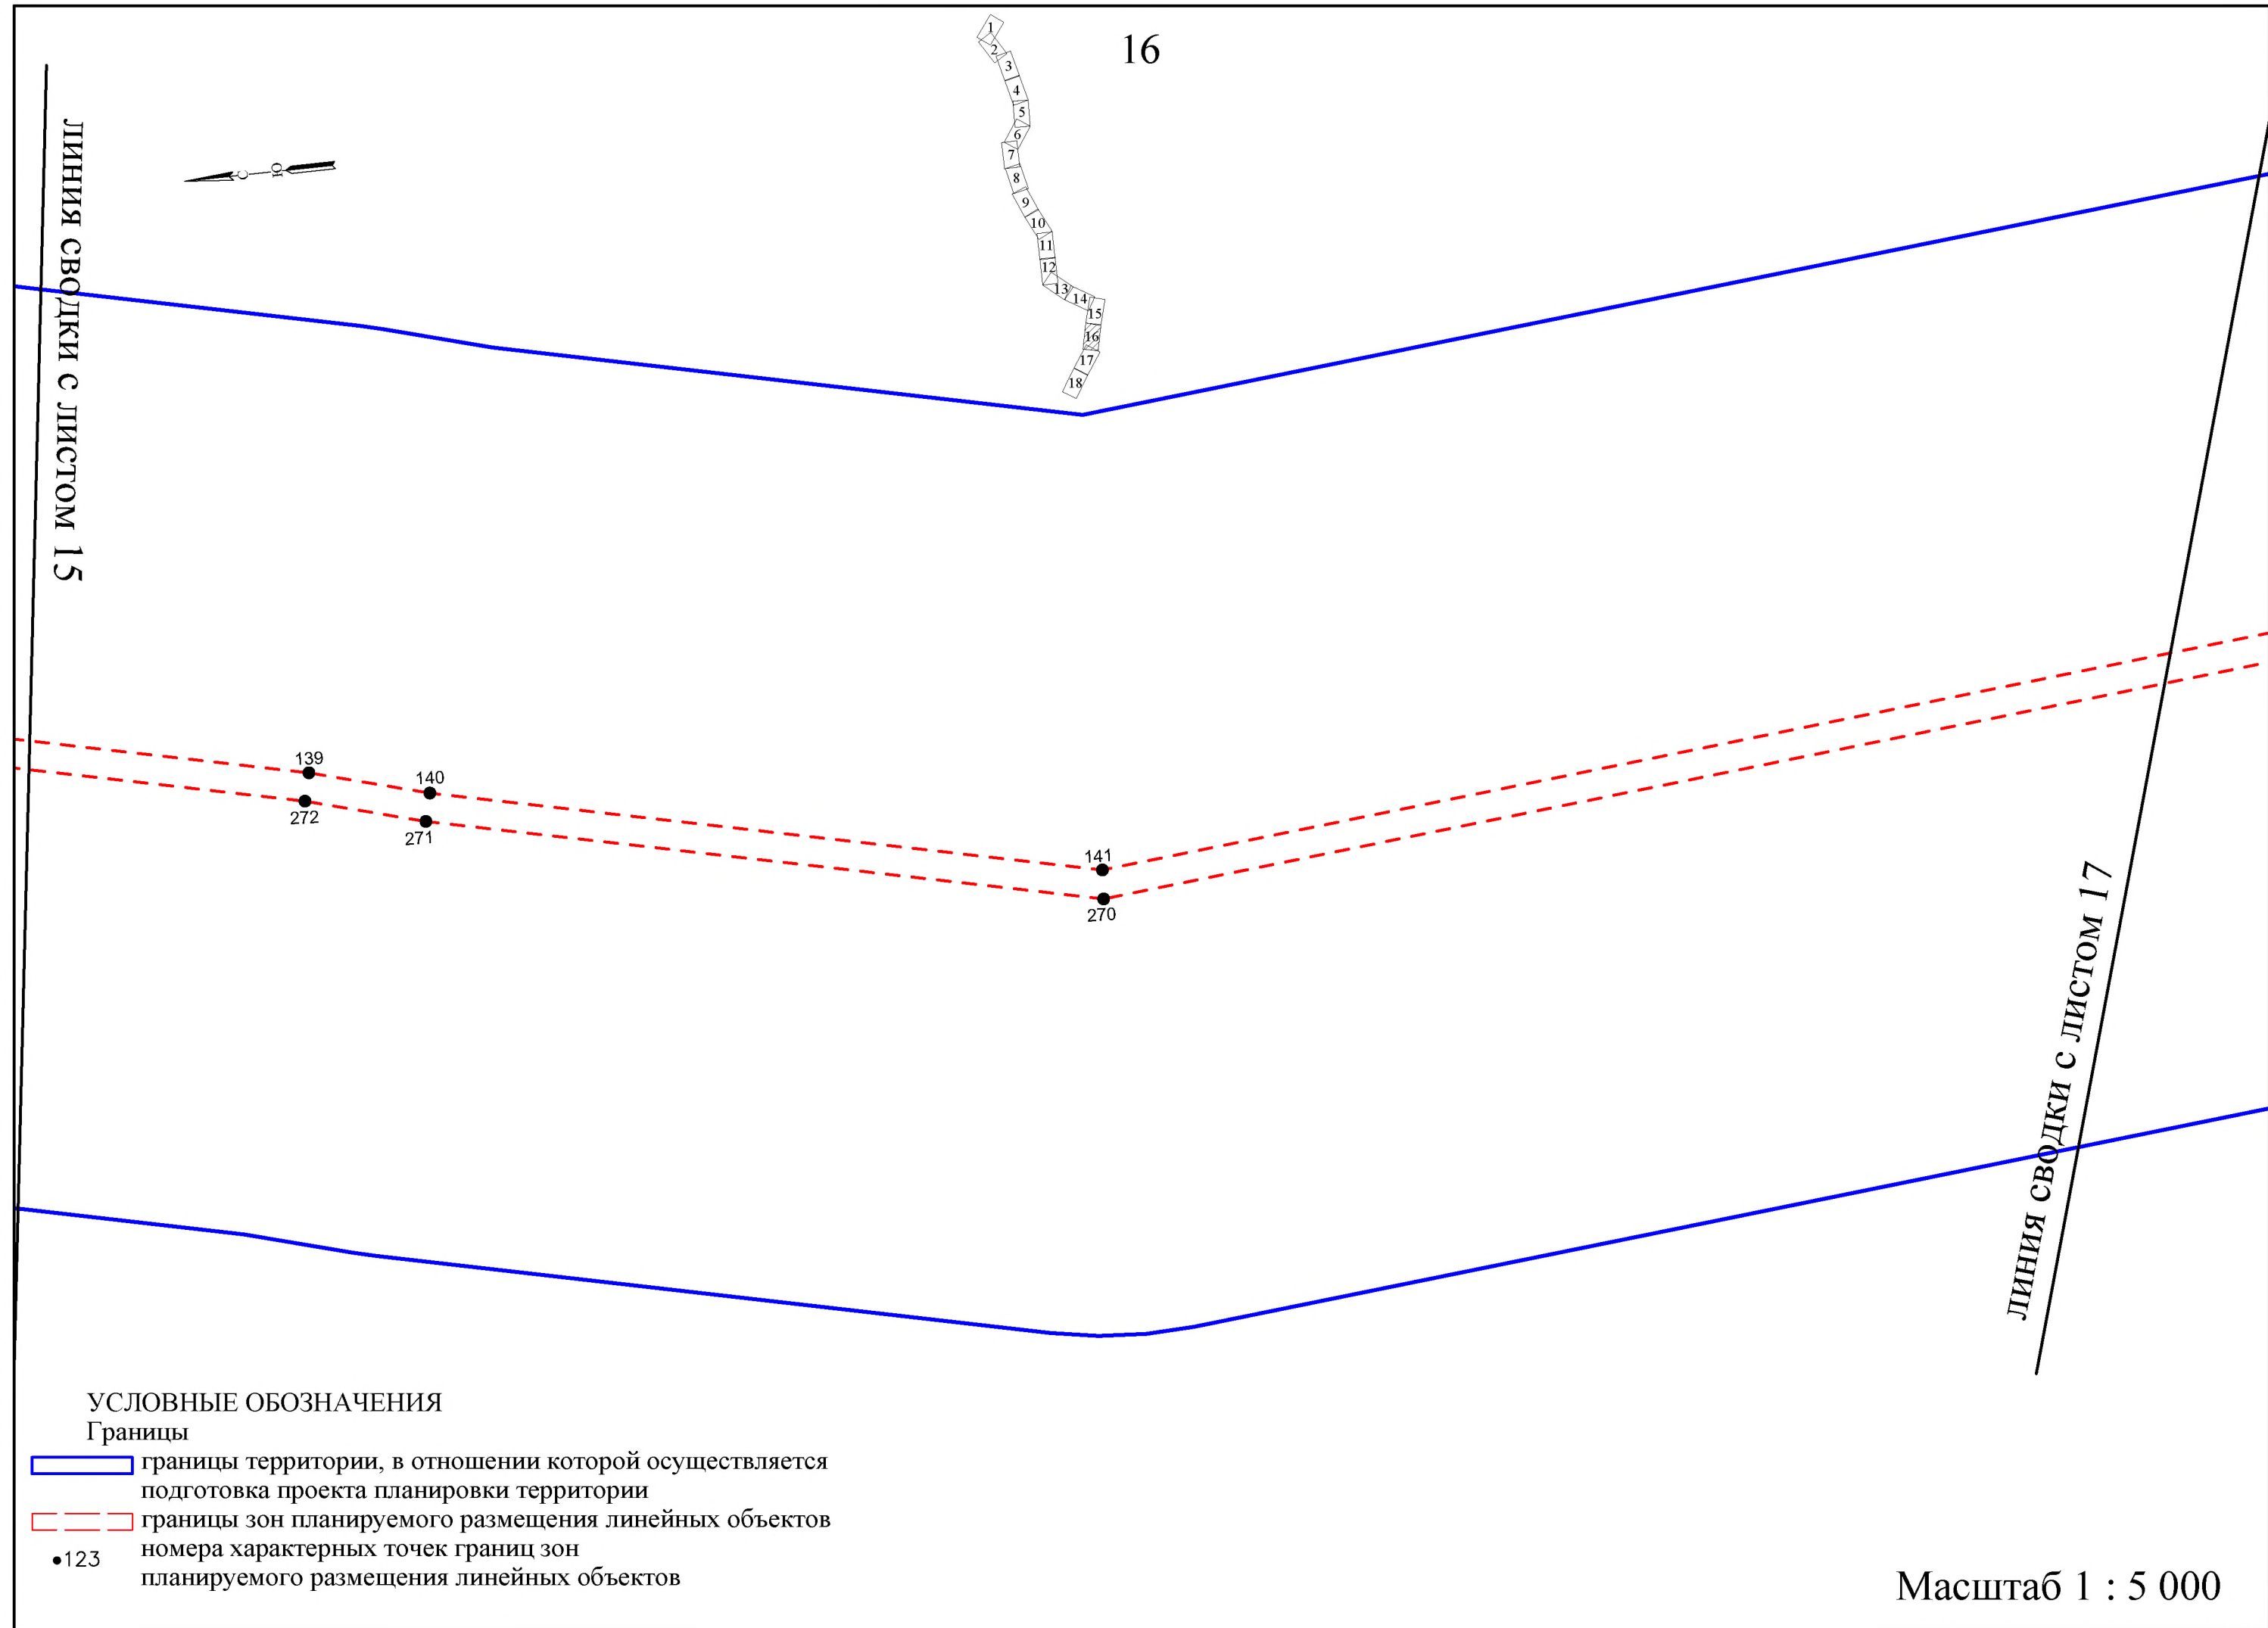 16
1
2
3
4
5
6
7
8
9
10
11
12
13
14
15
16
17
18
линия сводки с листом 15
С
Ю
139
140
272
271
141
270
линия сводки с листом 17
УСЛОВНЫЕ ОБОЗНАЧЕНИЯ
Границы
границы территории, в отношении которой осуществляется
подготовка проекта планировки территории
границы зон планируемого размещения линейных объектов
•123
номера характерных точек границ зон
планируемого размещения линейных объектов
Масштаб 1 : 5 000